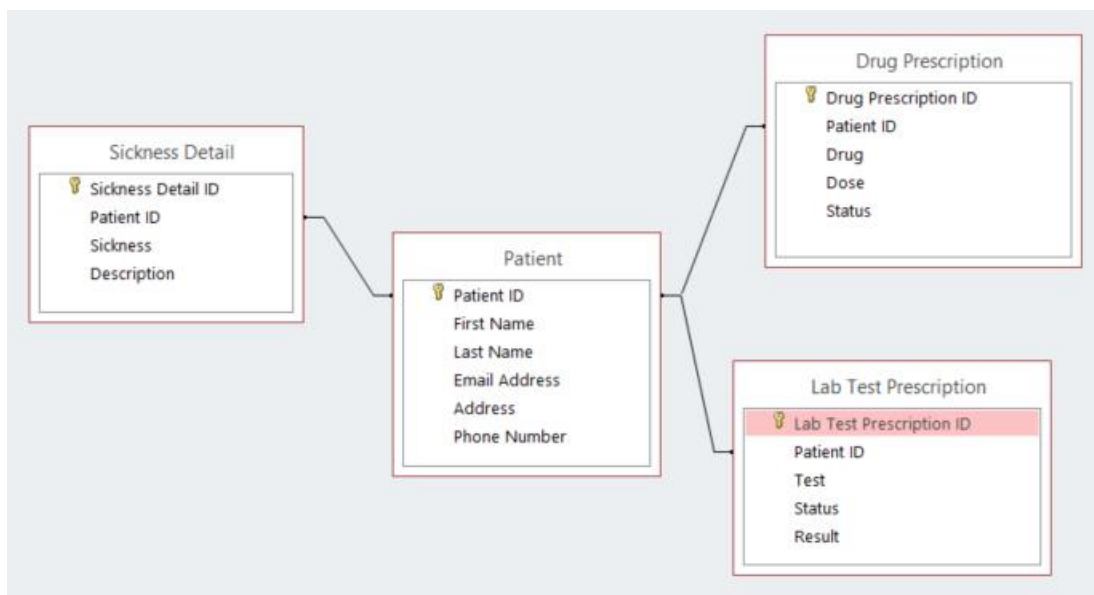 Sickness Detail
Sickness Detail ID
Patient ID
Sickness
Description
Patient
Patient ID
First Name
Last Name
Email Address
Address
Phone Number
Drug Prescription
Drug Prescription ID
Patient ID
Drug
Dose
Status
Lab Test Prescription
Lab Test Prescription ID
Patient ID
Test
Status
Result